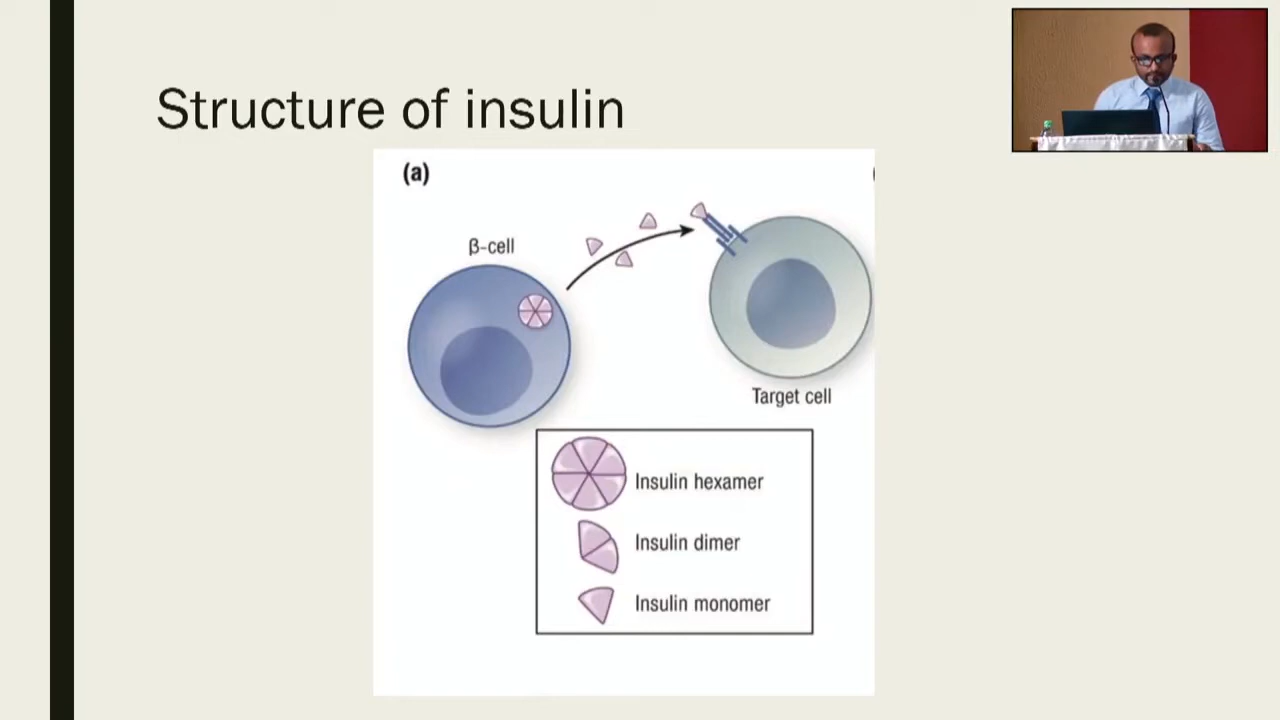 Structure of insulin
(a)
β-cell
Target cell
Insulin hexamer
Insulin dimer
Insulin monomer